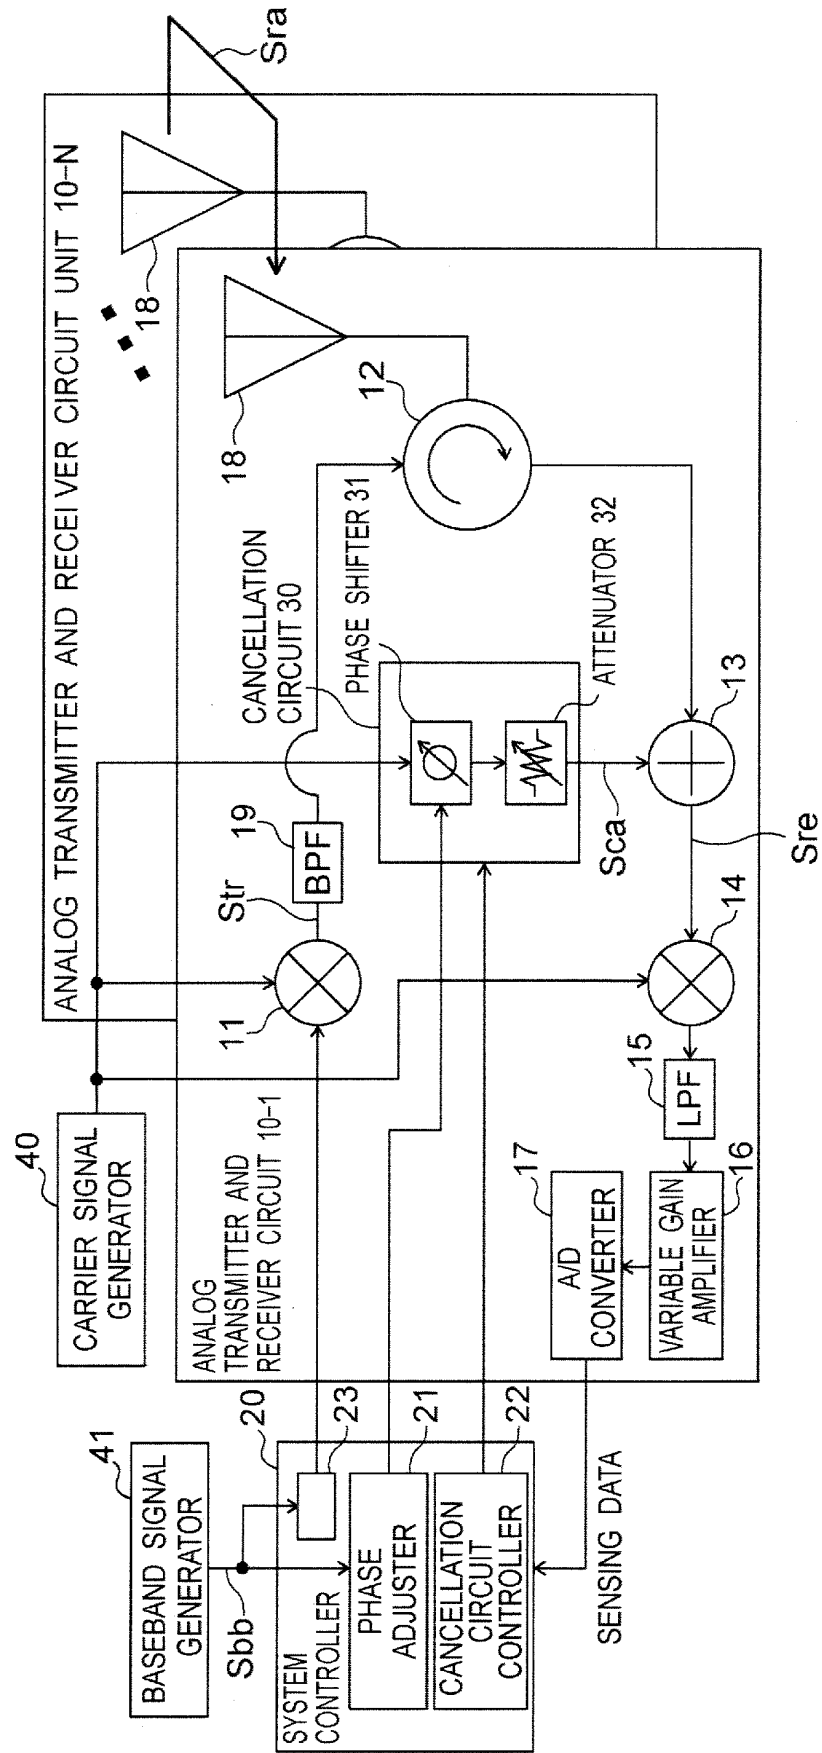 40
CARRIER SIGNAL
GENERATOR
ANALOG TRANSMITTER AND RECEIVER CIRCUIT UNIT 10-N
18
Sra
41
BASEBAND SIGNAL
GENERATOR
Sbb
20
SYSTEM
CONTROLLER
23
PHASE
ADJUSTER
21
CANCELLATION
CIRCUIT
CONTROLLER
22
SENSING DATA
ANALOG
TRANSMITTER AND
RECEIVER CIRCUIT 10-1
11
Str
19
BPF
CANCELLATION
CIRCUIT 30
PHASE SHIFTER 31
ATTENUATOR 32
18
12
Sca
13
Sre
14
15
LPF
16
VARIABLE GAIN
AMPLIFIER
17
A/D
CONVERTER